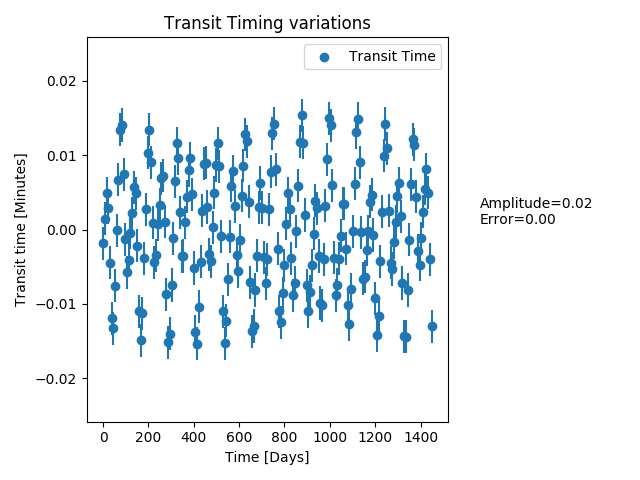 Transit Timing variations
Transit Time
Transit time [Minutes]
0.02
0.01
0.00
−0.01
−0.02
0 200 400 600 800 1000 1200 1400
Time [Days]
Amplitude=0.02
Error=0.00